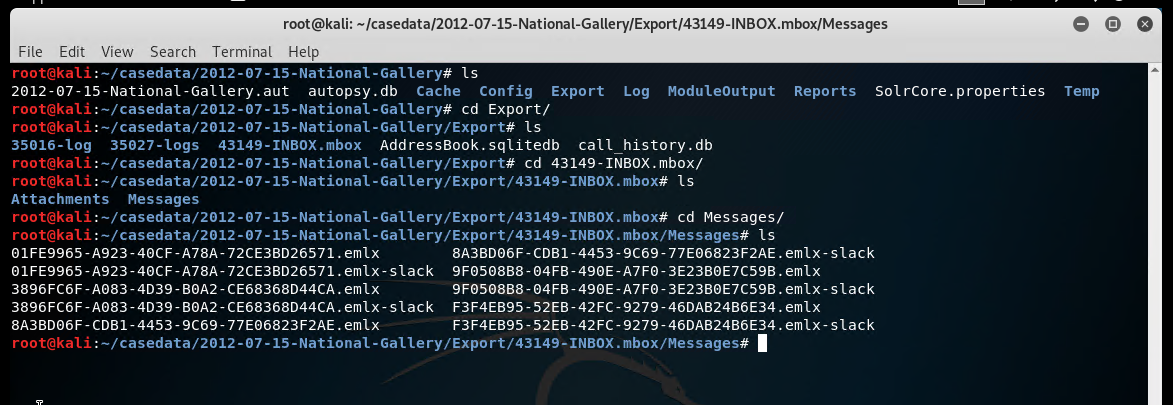 root@kali: ~/casedata/2012-07-15-National-Gallery/Export/43149-INBOX.mbox/Messages
File Edit View Search Terminal Help
root@kali:~/casedata/2012-07-15-National-Gallery# ls
2012-07-15-National-Gallery.aut autopsy.db Cache Config Export Log ModuleOutput Reports SolrCore.properties Temp
root@kali:~/casedata/2012-07-15-National-Gallery# cd Export/
root@kali:~/casedata/2012-07-15-National-Gallery/Export# ls
35016-log 35027-logs 43149-INBOX.mbox AddressBook.sqlitedb call_history.db
root@kali:~/casedata/2012-07-15-National-Gallery/Export# cd 43149-INBOX.mbox/
root@kali:~/casedata/2012-07-15-National-Gallery/Export/43149-INBOX.mbox# ls
Attachments Messages
root@kali:~/casedata/2012-07-15-National-Gallery/Export/43149-INBOX.mbox# cd Messages/
root@kali:~/casedata/2012-07-15-National-Gallery/Export/43149-INBOX.mbox/Messages# ls
01FE9965-A923-40CF-A78A-72CE3BD26571.emlx 8A3BD06F-CDB1-4453-9C69-77E06823F2AE.emlx-slack
01FE9965-A923-40CF-A78A-72CE3BD26571.emlx-slack 9F0508B8-04FB-490E-A7F0-3E23B0E7C59B.emlx
3896FC6F-A083-4D39-B0A2-CE68368D44CA.emlx 9F0508B8-04FB-490E-A7F0-3E23B0E7C59B.emlx-slack
3896FC6F-A083-4D39-B0A2-CE68368D44CA.emlx-slack F3F4EB95-52EB-42FC-9279-46DAB24B6E34.emlx
8A3BD06F-CDB1-4453-9C69-77E06823F2AE.emlx F3F4EB95-52EB-42FC-9279-46DAB24B6E34.emlx-slack
root@kali:~/casedata/2012-07-15-National-Gallery/Export/43149-INBOX.mbox/Messages#